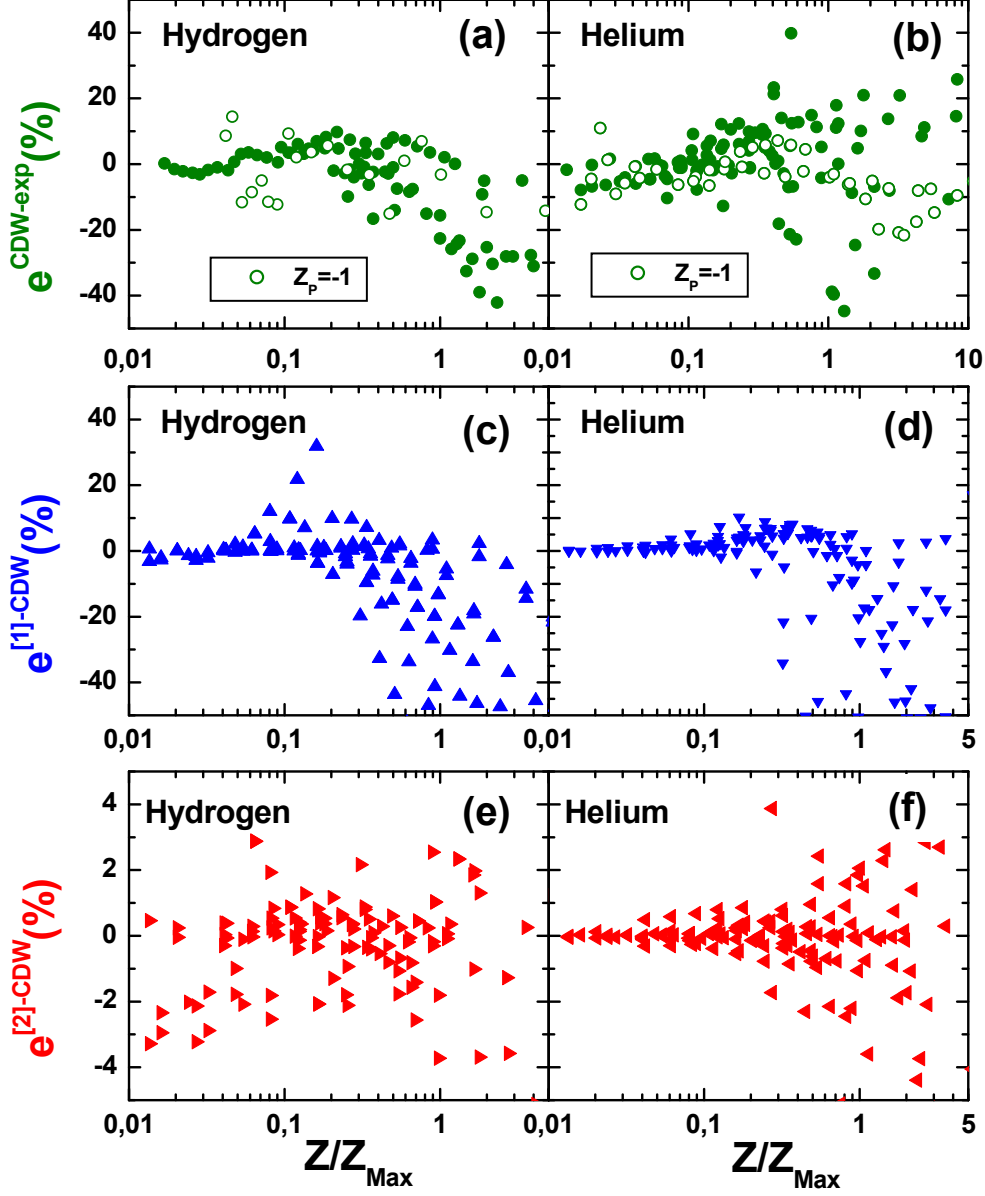 Hydrogen (a)
Helium (b)
e^CDW-exp(%)
40
20
0
-20
-40
Z_P=-1
Z_P=-1
0,01 0,1 1 0,01 0,1 1 10
Hydrogen (c)
Helium (d)
e^[1]-CDW(%)
40
20
0
-20
-40
0,01 0,1 1 0,01 0,1 1 5
Hydrogen (e)
Helium (f)
e^[2]-CDW(%)
4
2
0
-2
-4
0,01 0,1 1 0,01 0,1 1 5
Z/Z_Max
Z/Z_Max